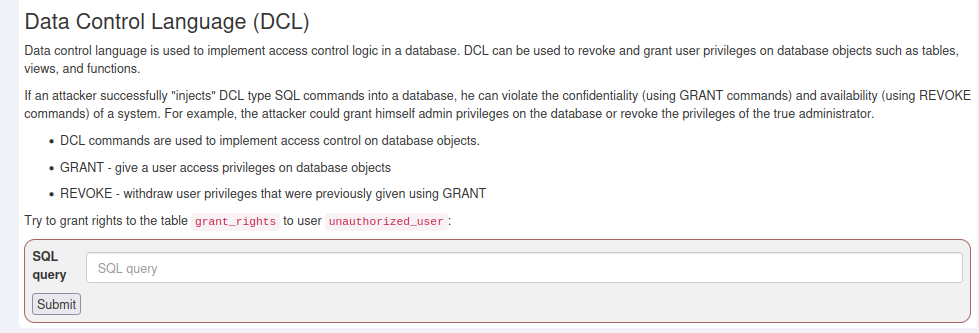 Data Control Language (DCL)
Data control language is used to implement access control logic in a database. DCL can be used to revoke and grant user privileges on database objects such as tables,
views, and functions.
If an attacker successfully "injects" DCL type SQL commands into a database, he can violate the confidentiality (using GRANT commands) and availability (using REVOKE
commands) of a system. For example, the attacker could grant himself admin privileges on the database or revoke the privileges of the true administrator.
• DCL commands are used to implement access control on database objects.
• GRANT - give a user access privileges on database objects
• REVOKE - withdraw user privileges that were previously given using GRANT
Try to grant rights to the table grant_rights to user unauthorized_user :
SQL
query
SQL query
Submit